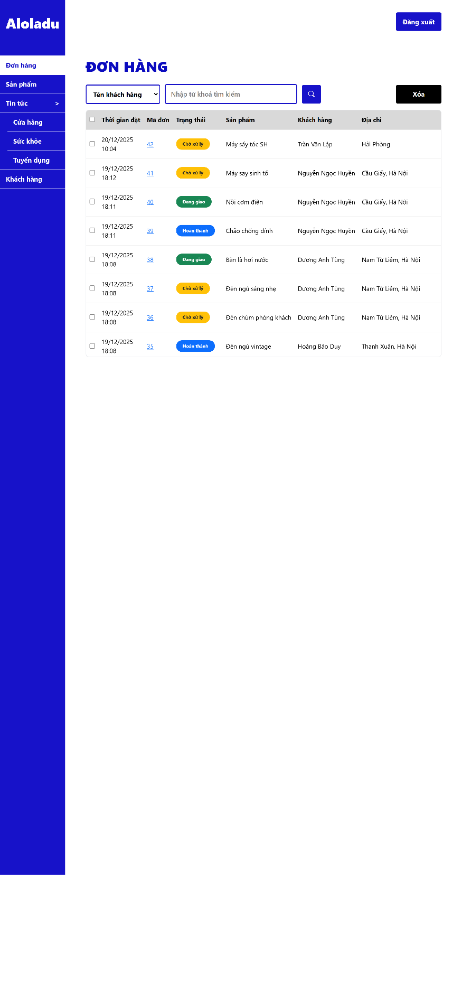 Aloladu
Đăng xuất
Đơn hàng
Sản phẩm
Tin tức >
Cửa hàng
Sức khỏe
Tuyển dụng
Khách hàng
ĐƠN HÀNG
Tên khách hàng Nhập từ khoá tìm kiếm Xóa
Thời gian đặt Mã đơn Trạng thái Sản phẩm Khách hàng Địa chỉ
20/12/2025
10:04 42 Chờ xử lý Máy sấy tóc SH Trần Văn Lập Hải Phòng
19/12/2025
18:12 41 Chờ xử lý Máy say sinh tố Nguyễn Ngọc Huyền Cầu Giấy, Hà Nội
19/12/2025
18:11 40 Đang giao Nồi cơm điện Nguyễn Ngọc Huyền Cầu Giấy, Hà Nội
19/12/2025
18:11 39 Hoàn thành Chảo chống dính Nguyễn Ngọc Huyền Cầu Giấy, Hà Nội
19/12/2025
18:08 38 Đang giao Bàn là hơi nước Dương Anh Tùng Nam Từ Liêm, Hà Nội
19/12/2025
18:08 37 Chờ xử lý Đèn ngủ sáng nhẹ Dương Anh Tùng Nam Từ Liêm, Hà Nội
19/12/2025
18:08 36 Chờ xử lý Đèn chùm phòng khách Dương Anh Tùng Nam Từ Liêm, Hà Nội
19/12/2025
18:08 35 Hoàn thành Đèn ngủ vintage Hoàng Bảo Duy Thanh Xuân, Hà Nội